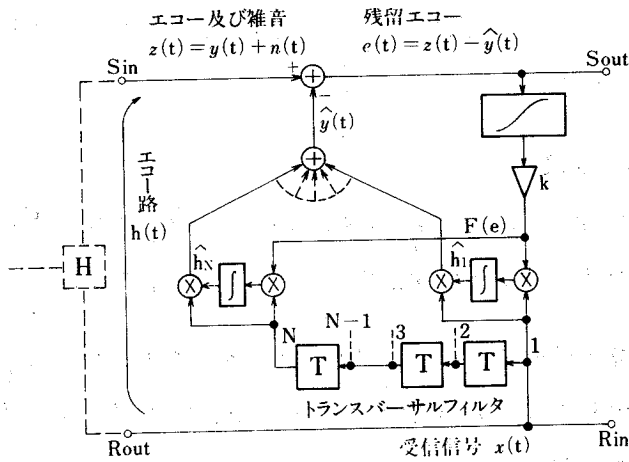 エコー及び雑音
z(t)=y(t)+n(t)
残留エコー
e(t)=z(t)-ŷ(t)
Sin
+
+
Sout
−
ŷ(t)
エコー路
h(t)
+
k
F(e)
H
ĥN
ĥ1
×
∫
×
×
∫
×
N
N-1
3
2
1
T
T
T
トランスバーサルフィルタ
Rout
受信信号 x(t)
Rin